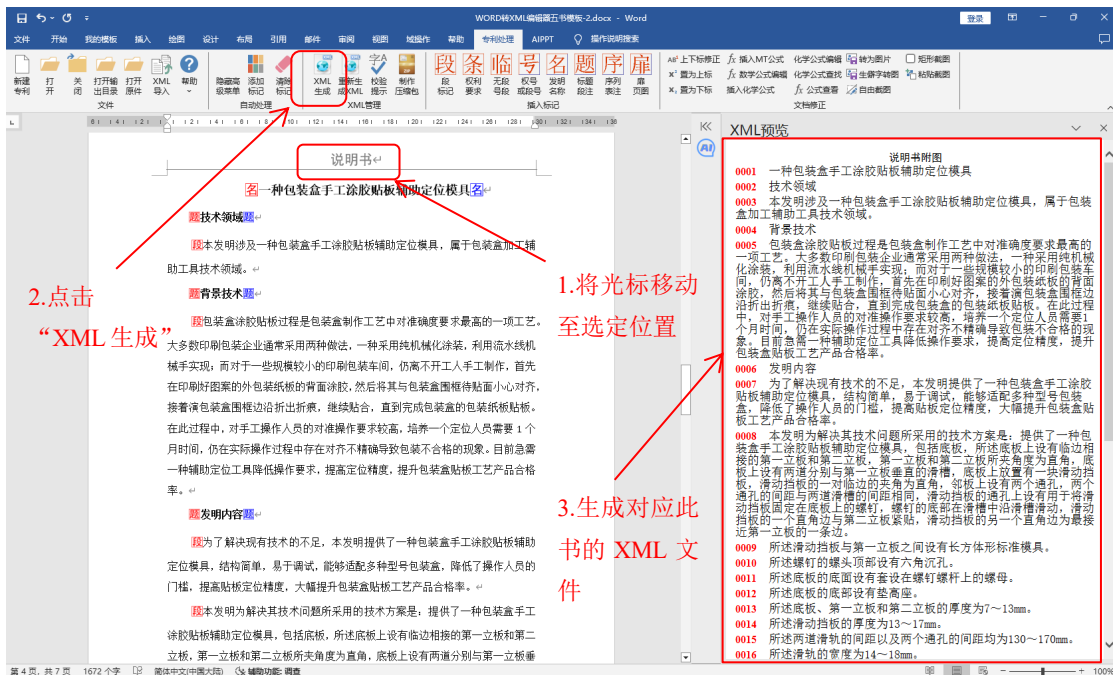 WORD转XML编辑器五书模板-2.docx - Word
登录
文件 开始 我的模板 插入 绘图 设计 布局 引用 邮件 审阅 视图 域操作 帮助 专利处理 AIPPT 操作说明搜索
新建专利 打开 关闭 打开输出目录 打开原件 XML导入 帮助
文件
隐藏高级菜单 添加标记 清除标记
自动处理
XML生成 重新生成XML 校验提示 制作压缩包
XML管理
段 条 临 号 名 题 序 扉
段标记 权利要求 无段号段 权号或段号 发明名称 标题段注 序列表注 扉页图
插入标记
上下标修正 插入MT公式 化学公式编辑 转为图片 矩形截图
置为上标 数学公式编辑 化学公式查找 生僻字转图 粘贴截图
置为下标 插入化学公式 公式查看 自由截图
文档修正
说明书
名一种包装盒手工涂胶贴板辅助定位模具名
题技术领域题
段本发明涉及一种包装盒手工涂胶贴板辅助定位模具，属于包装盒加工辅
助工具技术领域。
题背景技术题
段包装盒涂胶贴板过程是包装盒制作工艺中对准确度要求最高的一项工艺。
大多数印刷包装企业通常采用两种做法，一种采用纯机械化涂装，利用流水线机
械手实现；而对于一些规模较小的印刷包装车间，仍离不开工人手工制作，首先
在印刷好图案的外包装纸板的背面涂胶，然后将其与包装盒围框待贴面小心对齐，
接着演包装盒围框边沿折出折痕，继续贴合，直到完成包装盒的包装纸板贴板。
在此过程中，对手工操作人员的对准操作要求较高，培养一个定位人员需要 1 个
月时间，仍在实际操作过程中存在对齐不精确导致包装不合格的现象。目前急需
一种辅助定位工具降低操作要求，提高定位精度，提升包装盒贴板工艺产品合格
率。
题发明内容题
段为了解决现有技术的不足，本发明提供了一种包装盒手工涂胶贴板辅助
定位模具，结构简单，易于调试，能够适配多种型号包装盒，降低了操作人员的
门槛，提高贴板定位精度，大幅提升包装盒贴板工艺产品合格率。
段本发明为解决其技术问题所采用的技术方案是：提供了一种包装盒手工
涂胶贴板辅助定位模具，包括底板，所述底板上设有临边相接的第一立板和第二
立板，第一立板和第二立板所夹角度为直角，底板上设有两道分别与第一立板垂
2.点击
“XML 生成”
1.将光标移动
至选定位置
3.生成对应此
书的 XML 文
件
AI
XML预览
说明书附图
0001 一种包装盒手工涂胶贴板辅助定位模具
0002 技术领域
0003 本发明涉及一种包装盒手工涂胶贴板辅助定位模具，属于包装
盒加工辅助工具技术领域。
0004 背景技术
0005 包装盒涂胶贴板过程是包装盒制作工艺中对准确度要求最高的
一项工艺。大多数印刷包装企业通常采用两种做法，一种采用纯机械
化涂装，利用流水线机械手实现；而对于一些规模较小的印刷包装车
间，仍离不开工人手工制作，首先在印刷好图案的外包装纸板的背面
涂胶，然后将其与包装盒围框待贴面小心对齐，接着演包装盒围框边
沿折出折痕，继续贴合，直到完成包装盒的包装纸板贴板。在此过程
中，对手工操作人员的对准操作要求较高，培养一个定位人员需要1
个月时间，仍在实际操作过程中存在对齐不精确导致包装不合格的现
象。目前急需一种辅助定位工具降低操作要求，提高定位精度，提升
包装盒贴板工艺产品合格率。
0006 发明内容
0007 为了解决现有技术的不足，本发明提供了一种包装盒手工涂胶
贴板辅助定位模具，结构简单，易于调试，能够适配多种型号包装
盒，降低了操作人员的门槛，提高贴板定位精度，大幅提升包装盒贴
板工艺产品合格率。
0008 本发明为解决其技术问题所采用的技术方案是：提供了一种包
装盒手工涂胶贴板辅助定位模具，包括底板，所述底板上设有临边相
接的第一立板和第二立板，第一立板和第二立板所夹角度为直角，底
板上设有两道分别与第一立板垂直的滑槽，底板上放置有一块滑动挡
板，滑动挡板的一对临边的夹角为直角，邻板上设有两个通孔，两个
通孔的间距与两道滑槽的间距相同，滑动挡板的通孔上设有用于将滑
动挡板固定在底板上的螺钉，螺钉的底部在滑槽中沿滑槽滑动，滑动
挡板的一个直角边与第二立板紧贴，滑动挡板的另一个直角边为最接
近第一立板的一条边。
0009 所述滑动挡板与第一立板之间设有长方体形标准模具。
0010 所述螺钉的螺头顶部设有六角沉孔。
0011 所述底板的底面设有套设在螺钉螺杆上的螺母。
0012 所述底板的底部设有垫高座。
0013 所述底板、第一立板和第二立板的厚度为7～13mm。
0014 所述滑动挡板的厚度为13～17mm。
0015 所述两道滑轨的间距以及两个通孔的间距均为130～170mm。
0016 所述滑轨的宽度为14～18mm。
第 4 页，共 7 页 1672 个字 简体中文(中国大陆) 辅助功能: 调查 100%